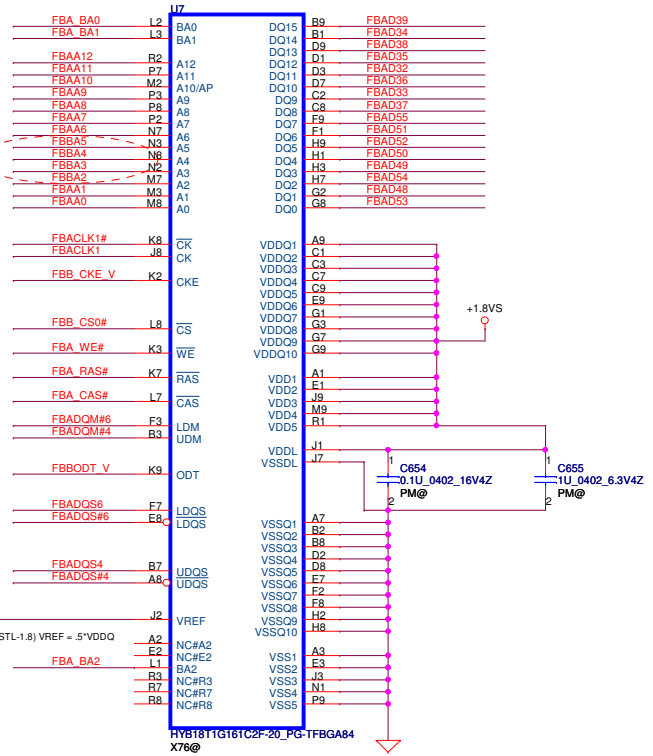 U7
FBA_BA0 L2 BA0 DQ15 B9 FBAD39
FBA_BA1 L3 BA1 DQ14 B1 FBAD34
DQ13 D9 FBAD38
FBAA12 R2 A12 DQ12 D1 FBAD35
FBAA11 P7 A11 DQ11 D3 FBAD32
FBAA10 M2 A10/AP DQ10 D7 FBAD36
FBAA9 P3 A9 DQ9 C2 FBAD33
FBAA8 P8 A8 DQ8 C8 FBAD37
FBAA7 P2 A7 DQ7 F9 FBAD55
FBAA6 N7 A6 DQ6 F1 FBAD51
FBBA5 N3 A5 DQ5 H9 FBAD52
FBBA4 N8 A4 DQ4 H1 FBAD50
FBBA3 N2 A3 DQ3 H3 FBAD49
FBBA2 M7 A2 DQ2 H7 FBAD54
FBAA1 M3 A1 DQ1 G2 FBAD48
FBAA0 M8 A0 DQ0 G8 FBAD53
FBACLK1# K8 CK VDDQ1 A9
FBACLK1 J8 CK VDDQ2 C1
VDDQ3 C3
FBB_CKE_V K2 CKE VDDQ4 C7
VDDQ5 C9
VDDQ6 E9
VDDQ7 G1
+1.8VS
FBB_CS0# L8 CS VDDQ8 G3
VDDQ9 G7
FBA_WE# K3 WE VDDQ10 G9
FBA_RAS# K7 RAS VDD1 A1
VDD2 E1
FBA_CAS# L7 CAS VDD3 J9
VDD4 M9
FBADQM#6 F3 LDM VDD5 R1
FBADQM#4 B3 UDM
VDDL J1
VSSDL J7
1 1
FBBODT_V K9 ODT
C654 C655
0.1U_0402_16V4Z 1U_0402_6.3V4Z
PM@ PM@
2 2
FBADQS6 F7 LDQS
FBADQS#6 E8 LDQS VSSQ1 A7
VSSQ2 B2
VSSQ3 B8
VSSQ4 D2
FBADQS4 B7 UDQS VSSQ5 D8
FBADQS#4 A8 UDQS VSSQ6 E7
VSSQ7 F2
VSSQ8 F8
J2 VREF VSSQ9 H2
VSSQ10 H8
STL-1.8) VREF = .5*VDDQ
A2 NC#A2
E2 NC#E2 VSS1 A3
FBA_BA2 L1 BA2 VSS2 E3
R3 NC#R3 VSS3 J3
R7 NC#R7 VSS4 N1
R8 NC#R8 VSS5 P9
HYB18T1G161C2F-20_PG-TFBGA84
X76@